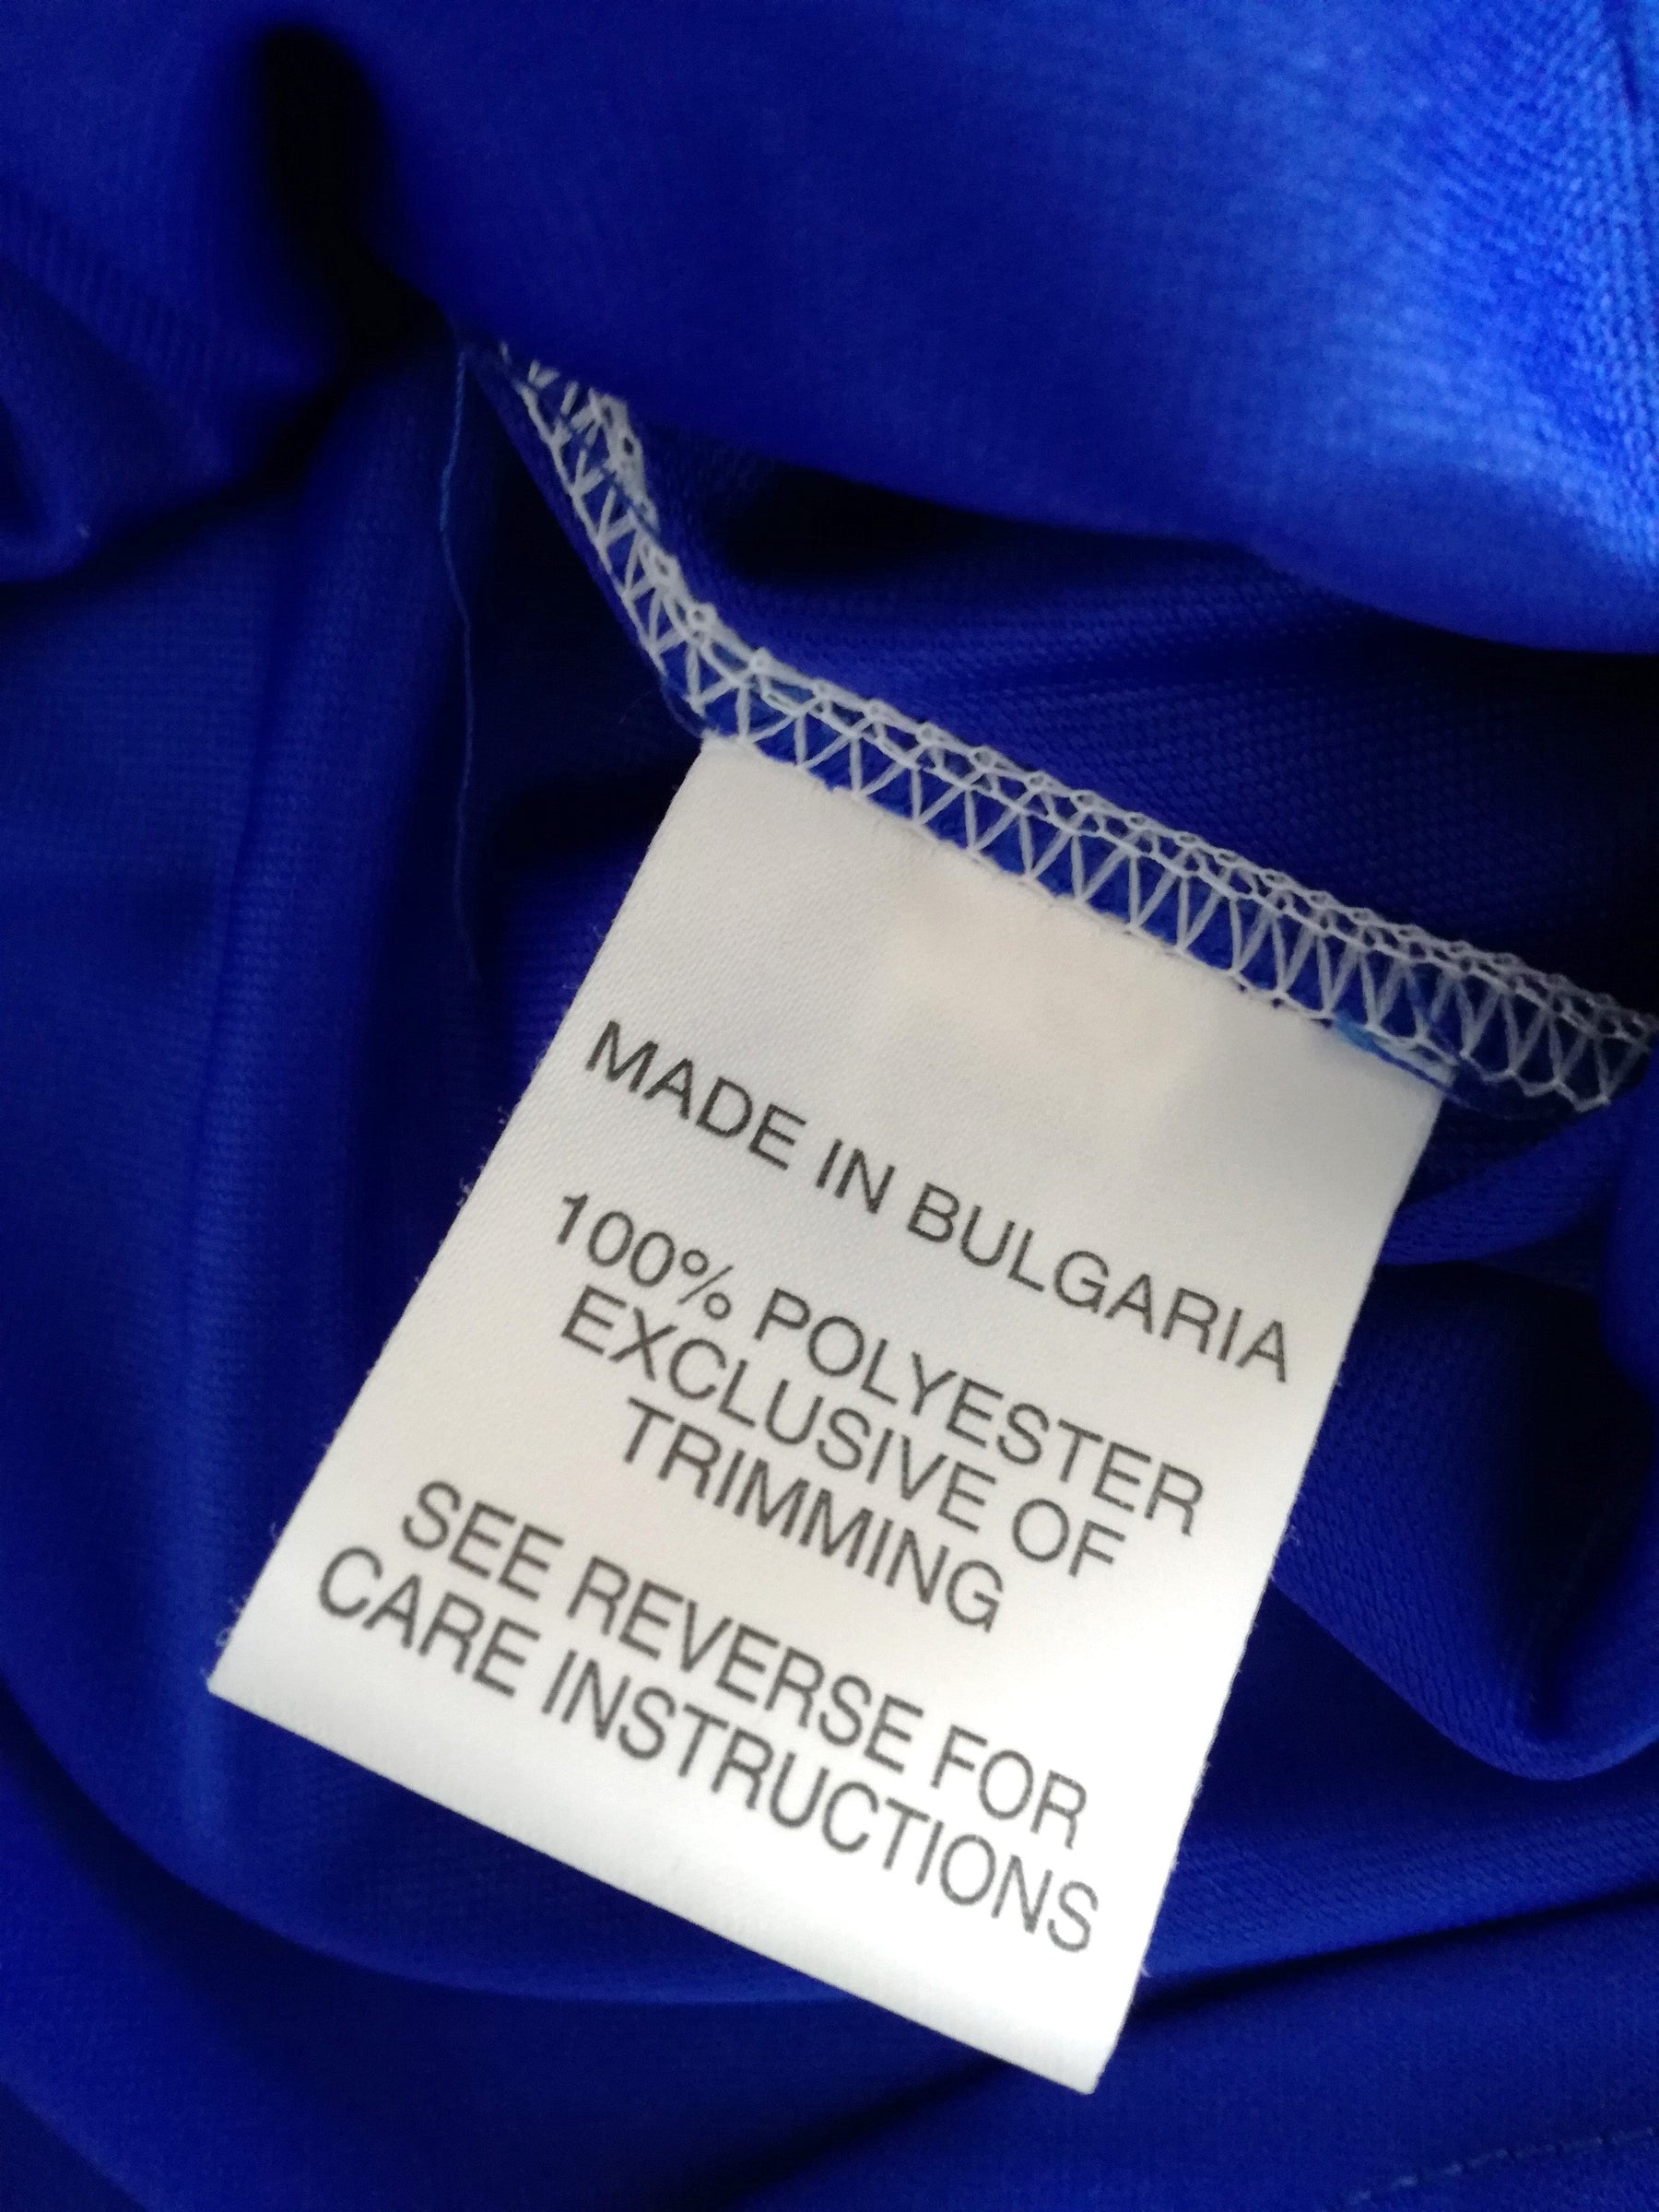 MADE IN BULGARIA
100% POLYESTER
EXCLUSIVE OF
TRIMMING
SEE REVERSE FOR
CARE INSTRUCTIONS